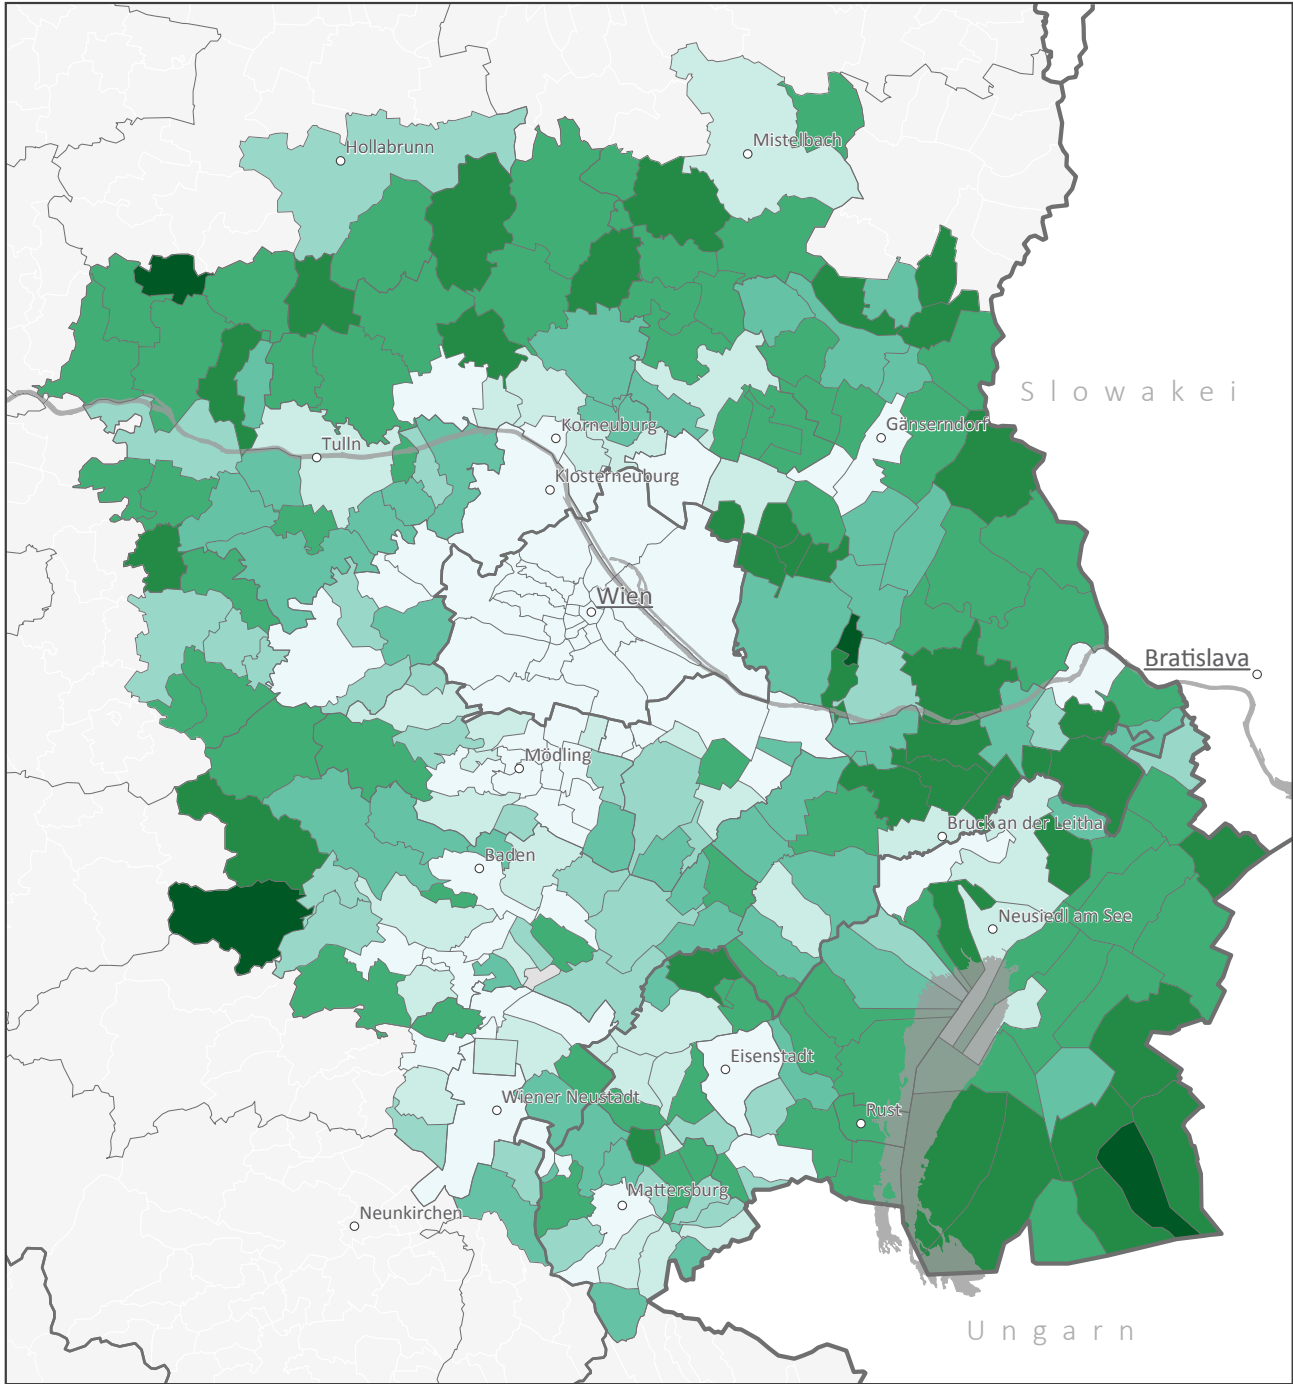 Hollabrunn
Mistelbach
Slowakei
Korneuburg
Gänserndorf
Tulln
Klosterneuburg
Wien
Bratislava
Mödling
Bruck an der Leitha
Baden
Neusiedl am See
Eisenstadt
Wiener Neustadt
Rust
Mattersburg
Neunkirchen
Ungarn